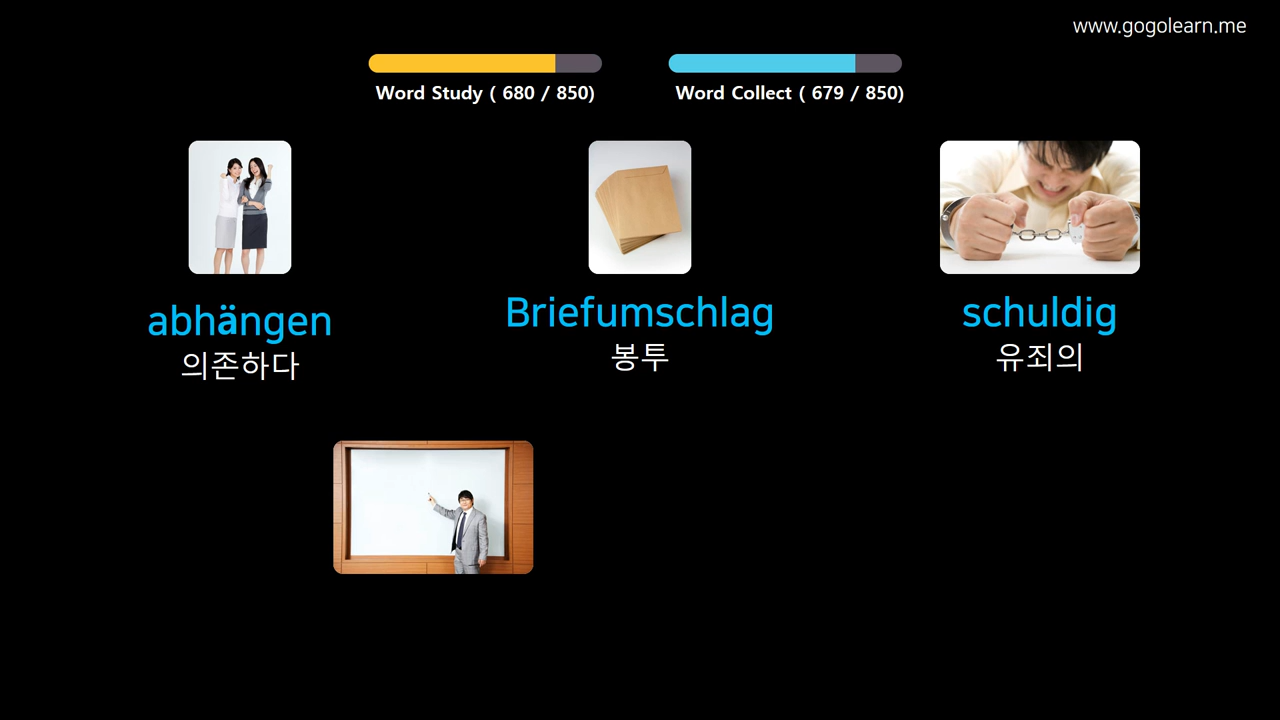 www.gogolearn.me
Word Study ( 680 / 850)
Word Collect ( 679 / 850)
abhängen
의존하다
Briefumschlag
봉투
schuldig
유죄의